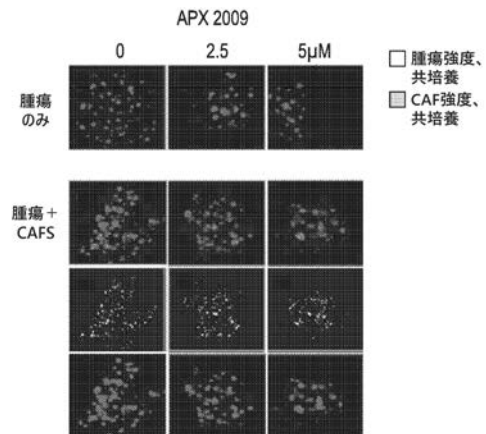 APX 2009
0 2.5 5μM
腫瘍強度、
共培養
CAF強度、
共培養
腫瘍
のみ
腫瘍+
CAFS